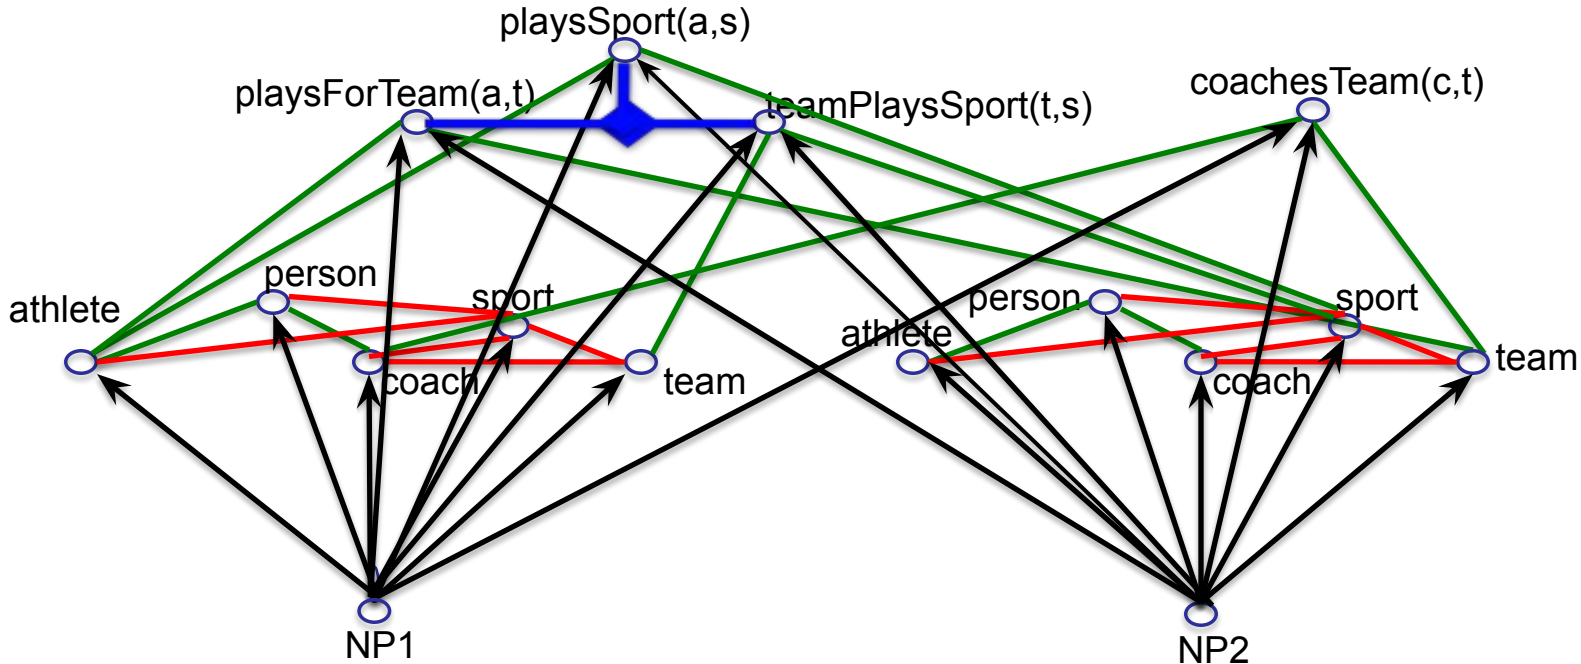 playsSport(a,s)
playsForTeam(a,t)
teamPlaysSport(t,s)
coachesTeam(c,t)
person
sport
athlete
coach
team
person
sport
athlete
coach
team
NP1
NP2